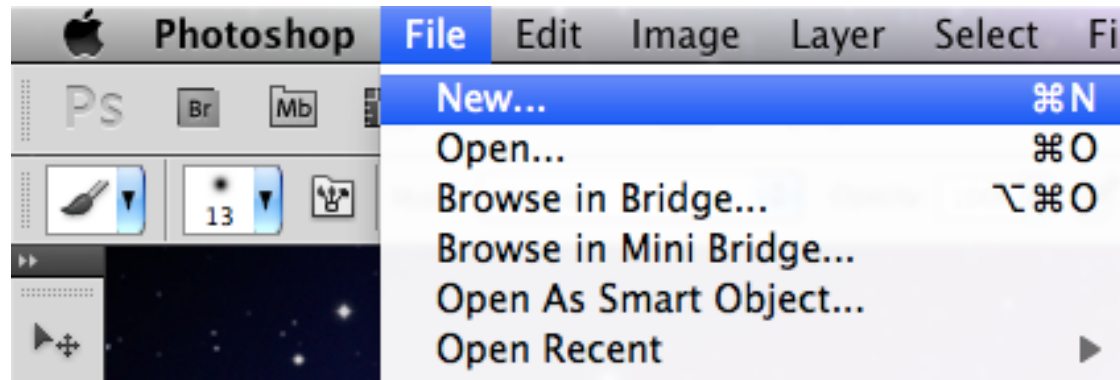 Photoshop File Edit Image Layer Select Fi
Ps Br Mb
New... ⌘N
Open... ⌘O
13
Browse in Bridge... ⌥⌘O
Browse in Mini Bridge...
Open As Smart Object...
Open Recent